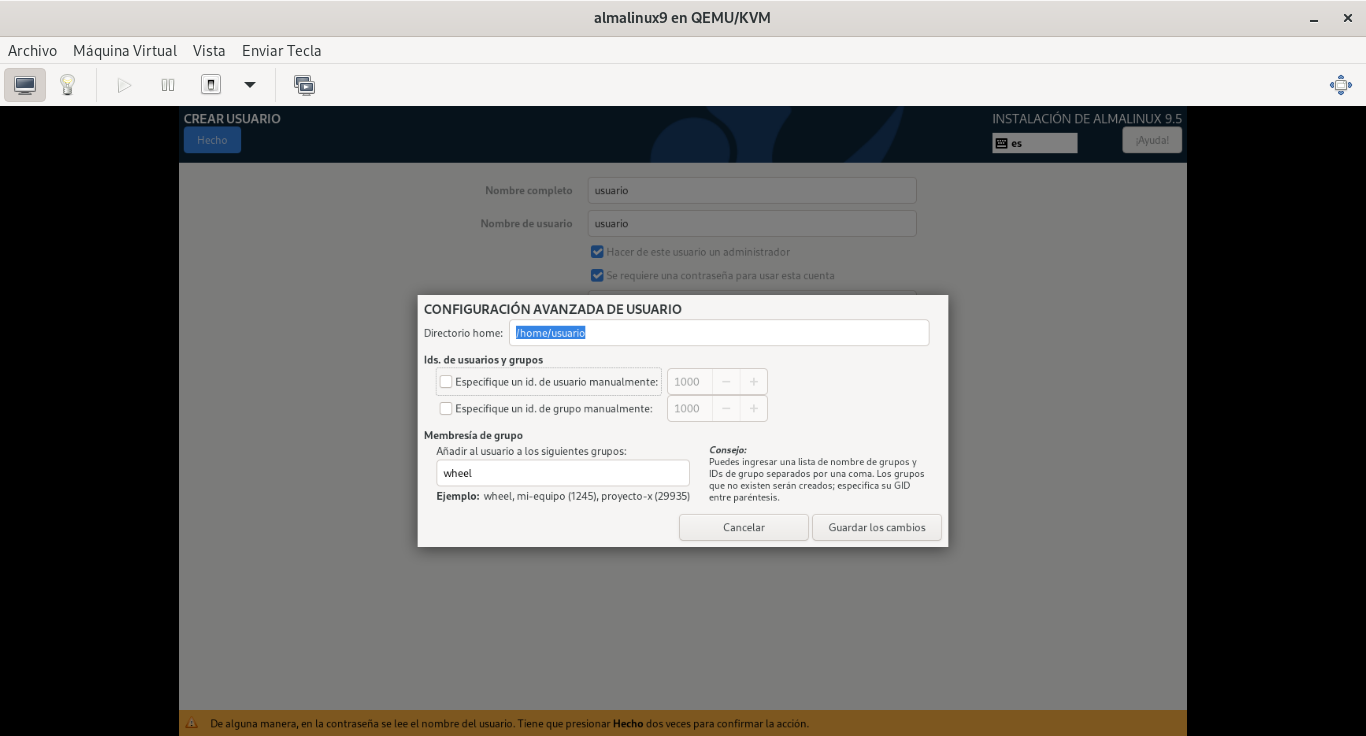 almalinux9 en QEMU/KVM
Archivo Máquina Virtual Vista Enviar Tecla
CREAR USUARIO
INSTALACIÓN DE ALMALINUX 9.5
Hecho
es
¡Ayuda!
Nombre completo usuario
Nombre de usuario usuario
Hacer de este usuario un administrador
Se requiere una contraseña para usar esta cuenta
CONFIGURACIÓN AVANZADA DE USUARIO
Directorio home: /home/usuario
Ids. de usuarios y grupos
Especifique un id. de usuario manualmente: 1000 − +
Especifique un id. de grupo manualmente: 1000 − +
Membresía de grupo
Añadir al usuario a los siguientes grupos:
wheel
Ejemplo: wheel, mi-equipo (1245), proyecto-x (29935)
Consejo:
Puedes ingresar una lista de nombre de grupos y
IDs de grupo separados por una coma. Los grupos
que no existen serán creados; especifica su GID
entre paréntesis.
Cancelar
Guardar los cambios
De alguna manera, en la contraseña se lee el nombre del usuario. Tiene que presionar Hecho dos veces para confirmar la acción.